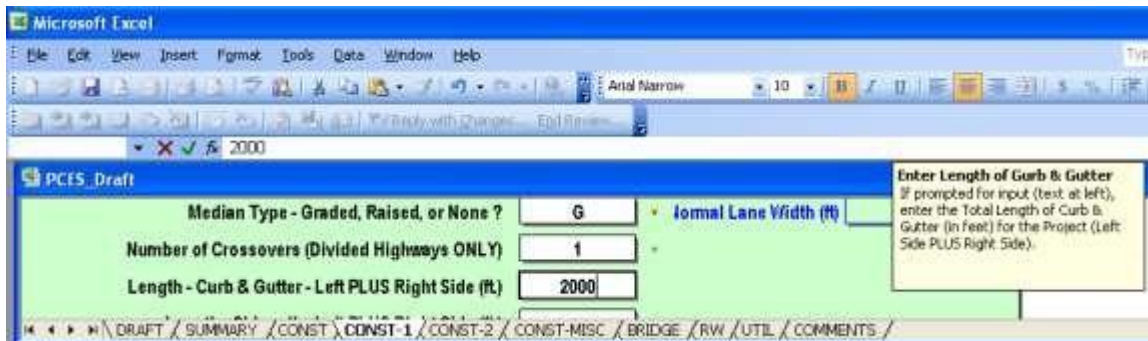 Microsoft Excel
File Edit View Insert Format Tools Data Window Help
Typ
Arial Narrow 10 B I U $ %
Reply with Changes... End Review...
2000
PCES_Draft
Median Type - Graded, Raised, or None ? G ormal Lane Width (ft)
Number of Crossovers (Divided Highways ONLY) 1
Length - Curb & Gutter - Left PLUS Right Side (ft.) 2000
Enter Length of Gurb & Gutter
If prompted for input (text at left),
enter the Total Length of Curb &
Gutter (in feet) for the Project (Left
Side PLUS Right Side).
DRAFT / SUMMARY / CONST \ CONST-1 / CONST-2 / CONST-MISC / BRIDGE / RW / UTIL / COMMENTS /